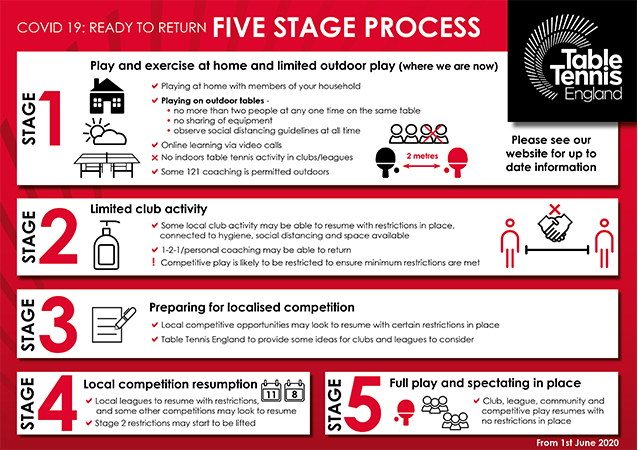 COVID 19: READY TO RETURN FIVE STAGE PROCESS
Table
Tennis
England
Please see our
website for up to
date information
STAGE 1
Play and exercise at home and limited outdoor play (where we are now)
Playing at home with members of your household
Playing on outdoor tables -
• no more than two people at any one time on the same table
• no sharing of equipment
• observe social distancing guidelines at all time
Online learning via video calls
No indoors table tennis activity in clubs/leagues
Some 121 coaching is permitted outdoors
2 metres
STAGE 2
Limited club activity
Some local club activity may be able to resume with restrictions in place,
connected to hygiene, social distancing and space available
1-2-1/personal coaching may be able to return
! Competitive play is likely to be restricted to ensure minimum restrictions are met
STAGE 3
Preparing for localised competition
Local competitive opportunities may look to resume with certain restrictions in place
Table Tennis England to provide some ideas for clubs and leagues to consider
STAGE 4
Local competition resumption
11 8
Local leagues to resume with restrictions,
and some other competitions may look to resume
Stage 2 restrictions may start to be lifted
STAGE 5
Full play and spectating in place
Club, league, community and
competitive play resumes with
no restrictions in place
From 1st June 2020